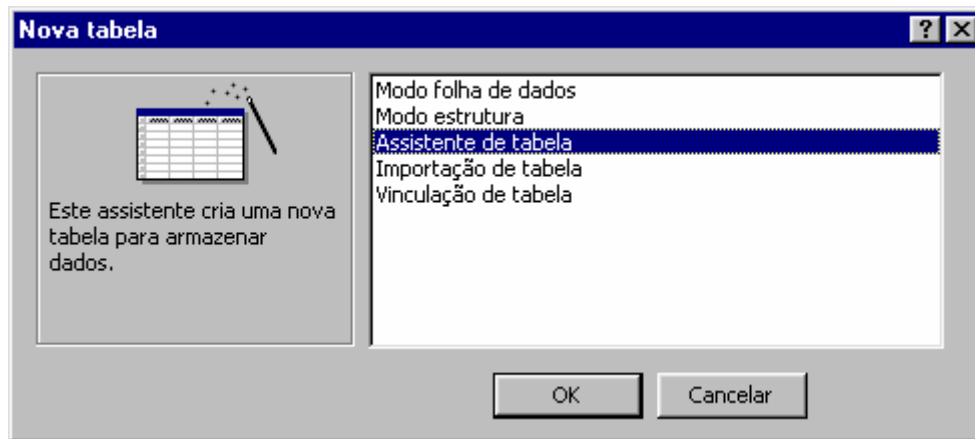 Nova tabela
Este assistente cria uma nova
tabela para armazenar
dados.
Modo folha de dados
Modo estrutura
Assistente de tabela
Importação de tabela
Vinculação de tabela
OK
Cancelar